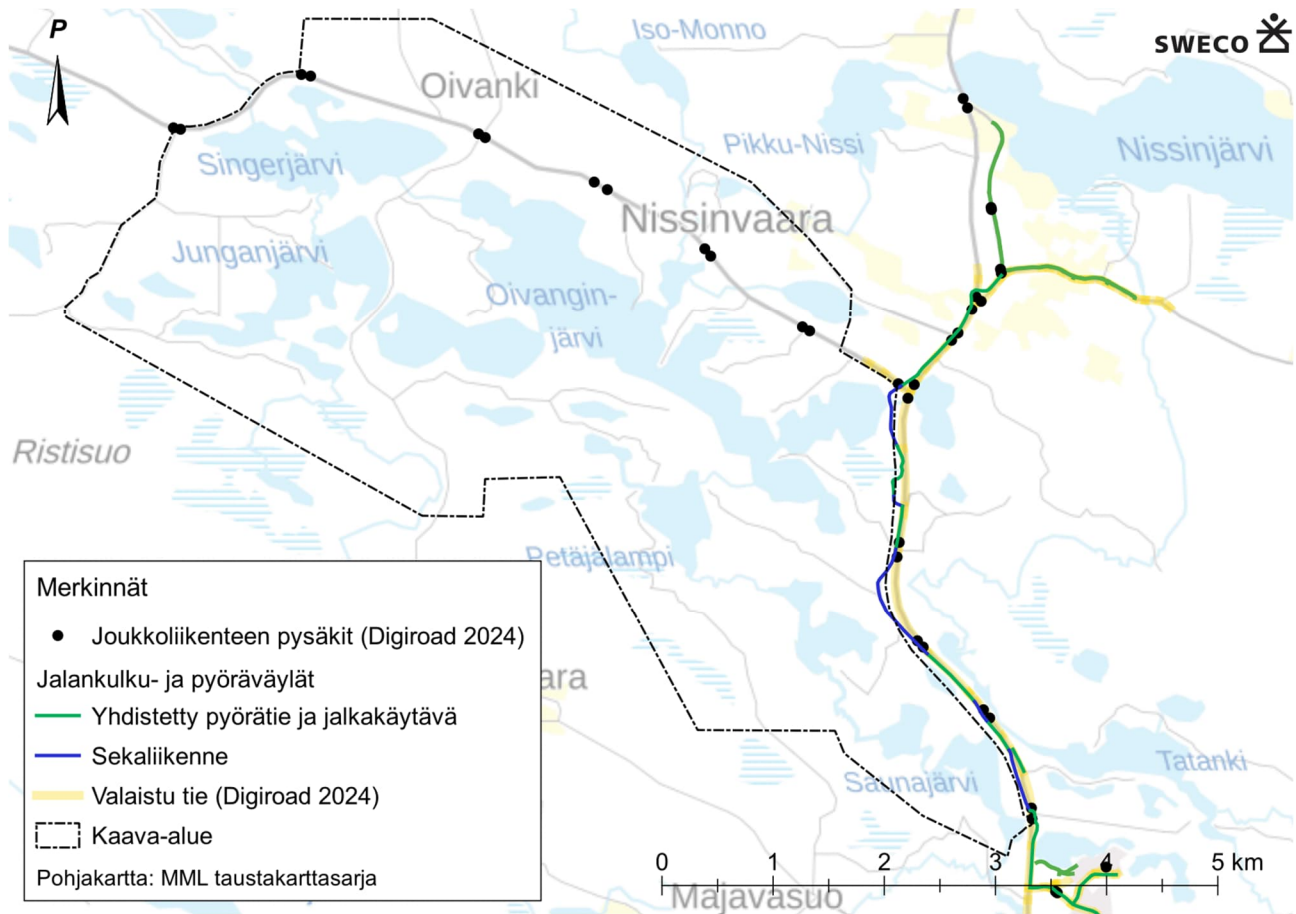 P
Iso-Monno
SWECO
Oivanki
Pikku-Nissi
Nissinjärvi
Singerjärvi
Nissinvaara
Junganjärvi
Oivangin-
järvi
Ristisuo
Petäjälampi
ara
Saunajärvi
Tatanki
Majavasuo
Merkinnät
Joukkoliikenteen pysäkit (Digiroad 2024)
Jalankulku- ja pyöräväylät
Yhdistetty pyörätie ja jalkakäytävä
Sekaliikenne
Valaistu tie (Digiroad 2024)
Kaava-alue
Pohjakartta: MML taustakarttasarja
0 1 2 3 4 5 km